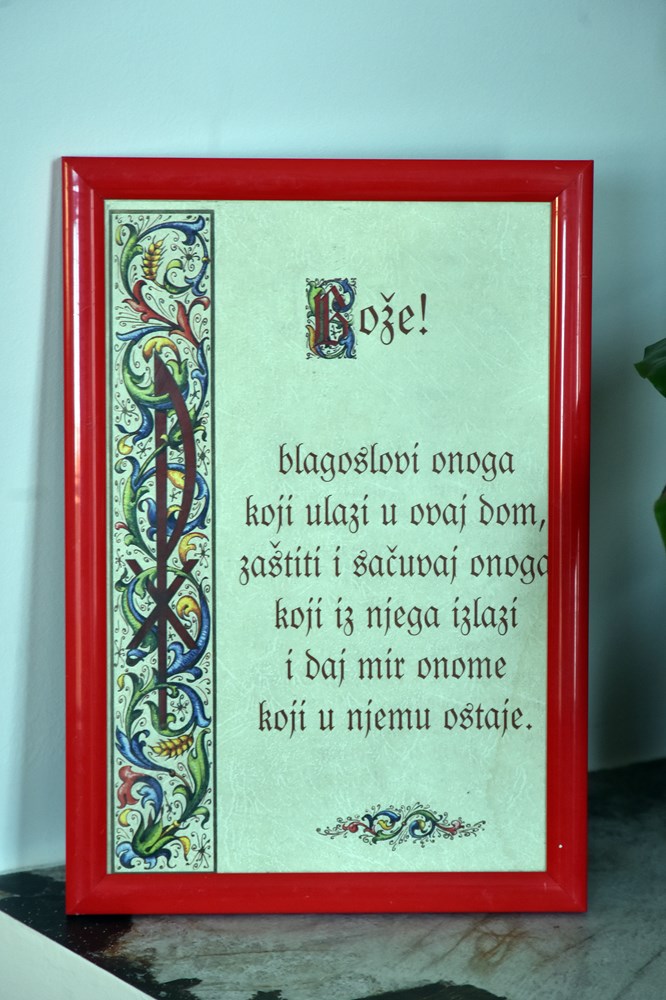 Bože!
blagoslovi onoga
koji ulazi u ovaj dom,
zaštiti i sačuvaj onoga
koji iz njega izlazi
i daj mir onome
koji u njemu ostaje.